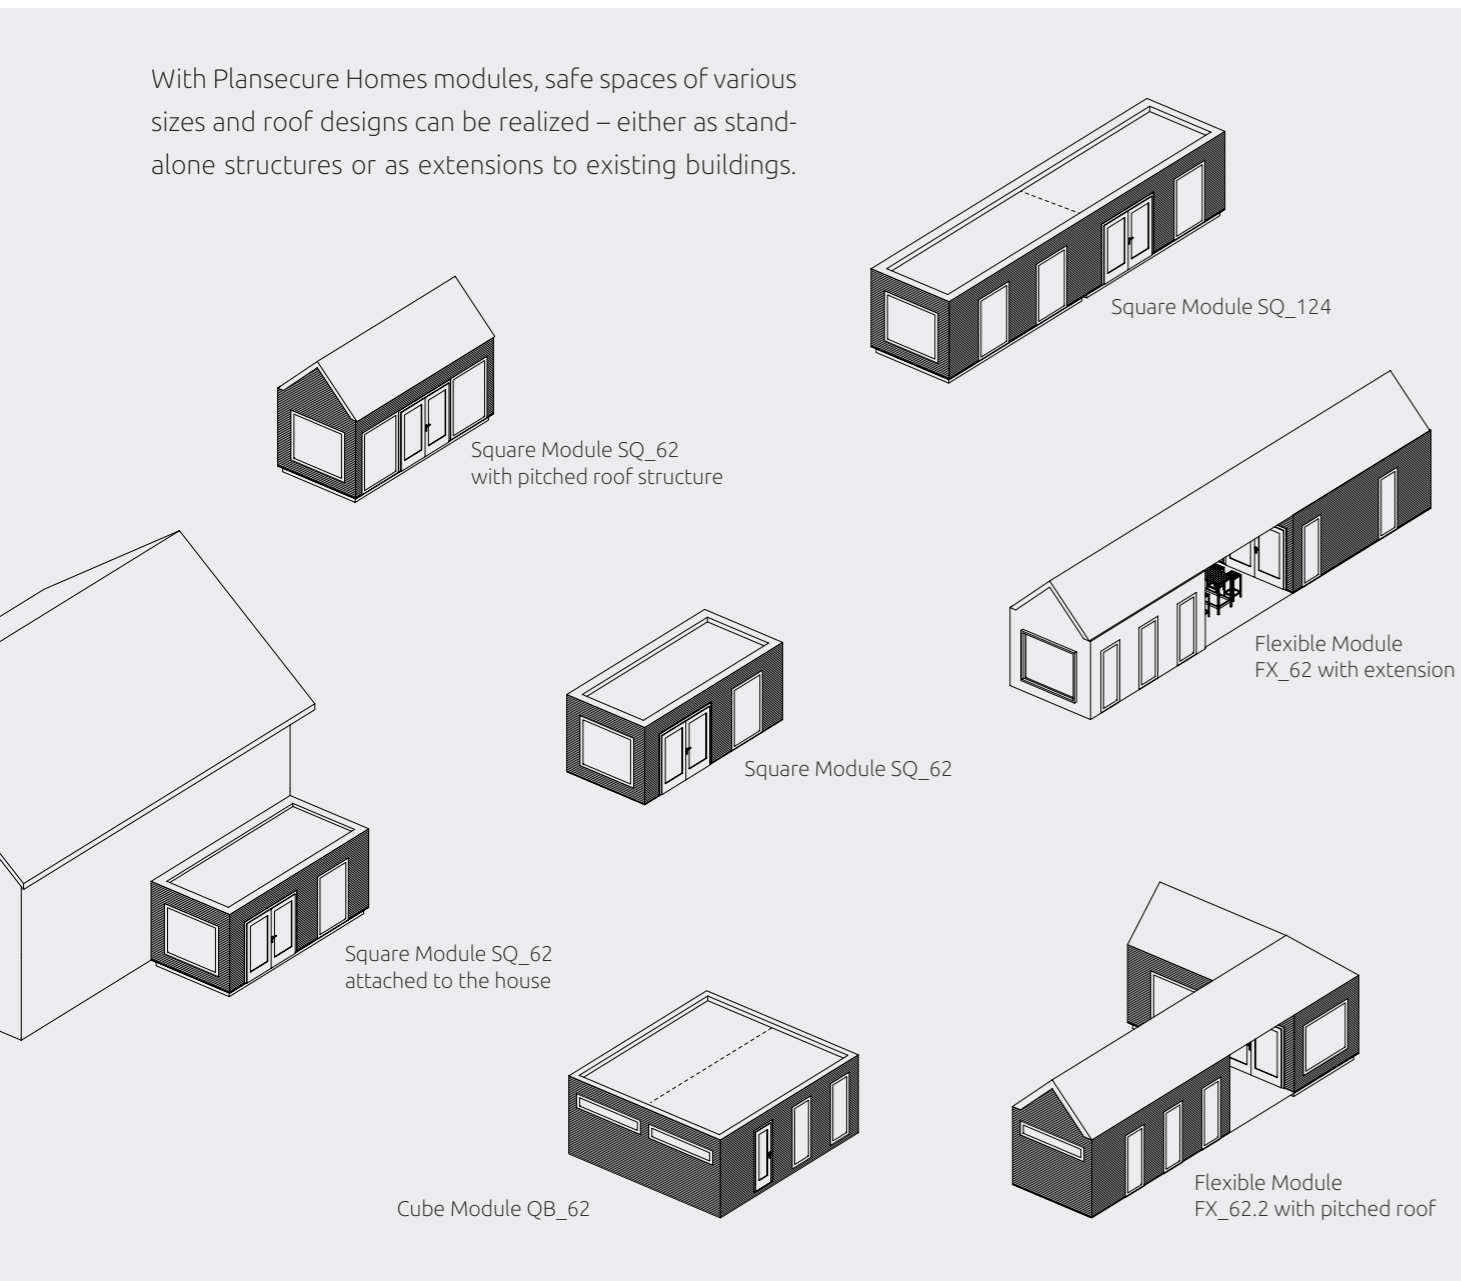 With Plansecure Homes modules, safe spaces of various
sizes and roof designs can be realized – either as stand-
alone structures or as extensions to existing buildings.
Square Module SQ_124
Square Module SQ_62
with pitched roof structure
Flexible Module
FX_62 with extension
Square Module SQ_62
Square Module SQ_62
attached to the house
Cube Module QB_62
Flexible Module
FX_62.2 with pitched roof